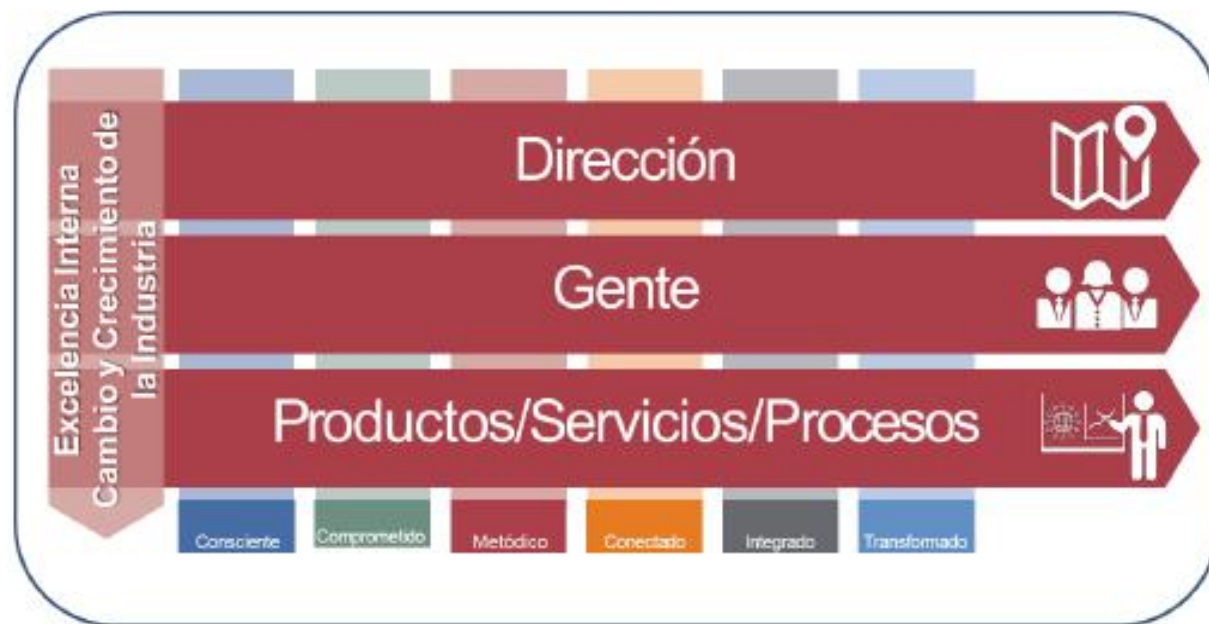 Excelencia Interna
Cambio y Crecimiento de
la Industria
Dirección
Gente
Productos/Servicios/Procesos
Consciente
Comprometido
Metódico
Conectado
Integrado
Transformado